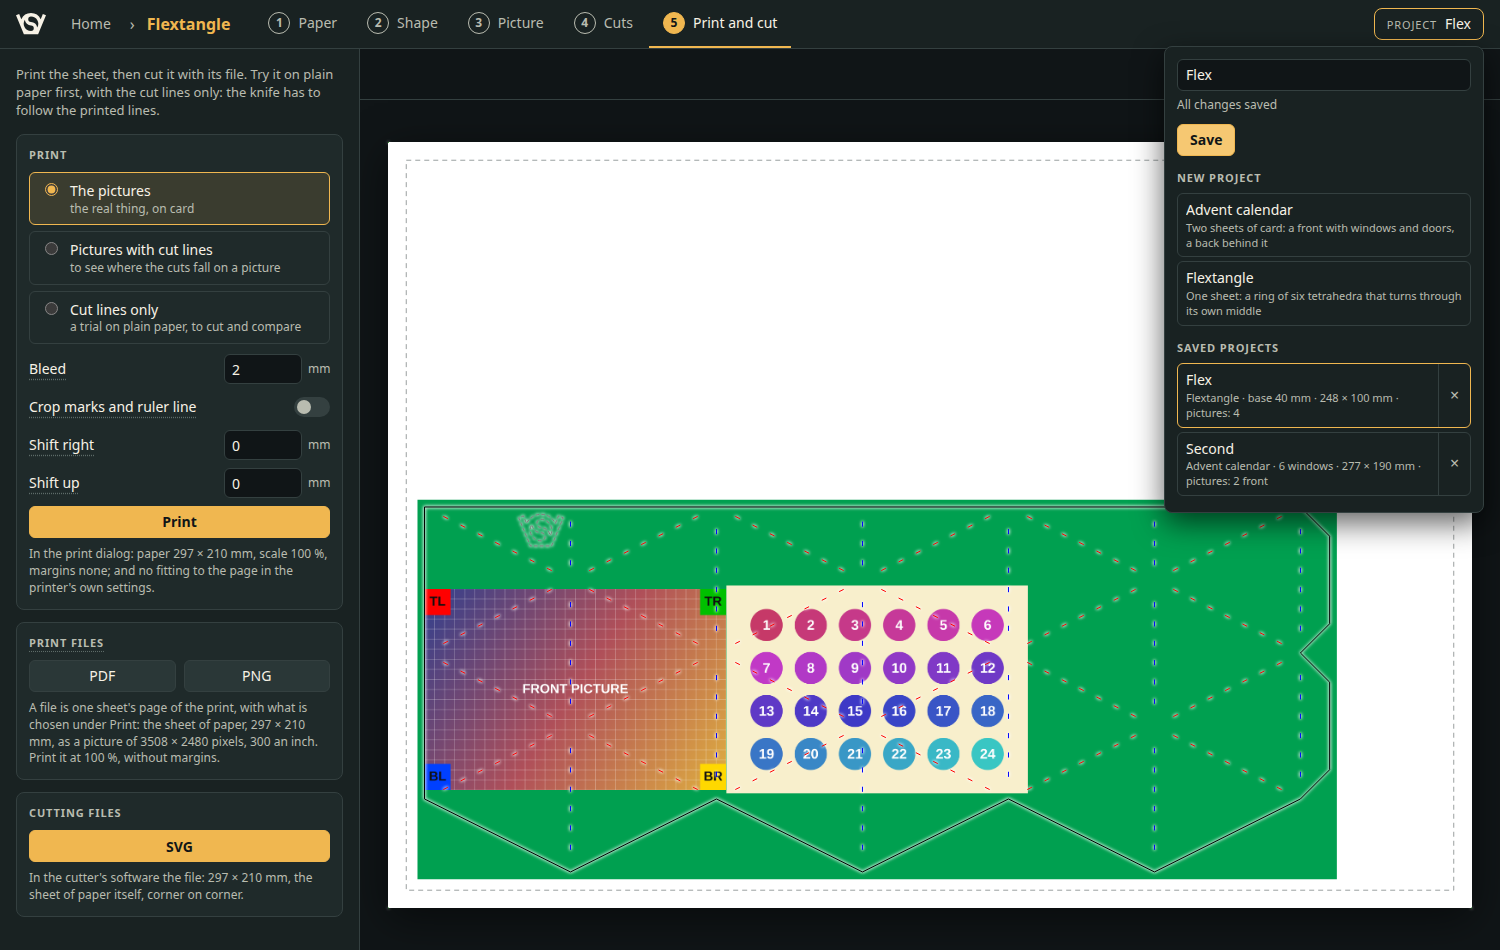 Home › Flextangle
1 Paper
2 Shape
3 Picture
4 Cuts
5 Print and cut
PROJECT Flex
Print the sheet, then cut it with its file. Try it on plain
paper first, with the cut lines only: the knife has to
follow the printed lines.
PRINT
The pictures
the real thing, on card
Pictures with cut lines
to see where the cuts fall on a picture
Cut lines only
a trial on plain paper, to cut and compare
Bleed 2 mm
Crop marks and ruler line
Shift right 0 mm
Shift up 0 mm
Print
In the print dialog: paper 297 × 210 mm, scale 100 %,
margins none; and no fitting to the page in the
printer's own settings.
PRINT FILES
PDF PNG
A file is one sheet's page of the print, with what is
chosen under Print: the sheet of paper, 297 × 210
mm, as a picture of 3508 × 2480 pixels, 300 an inch.
Print it at 100 %, without margins.
CUTTING FILES
SVG
In the cutter's software the file: 297 × 210 mm, the
sheet of paper itself, corner on corner.
Flex
All changes saved
Save
NEW PROJECT
Advent calendar
Two sheets of card: a front with windows and doors,
a back behind it
Flextangle
One sheet: a ring of six tetrahedra that turns through
its own middle
SAVED PROJECTS
Flex
Flextangle · base 40 mm · 248 × 100 mm ·
pictures: 4
×
Second
Advent calendar · 6 windows · 277 × 190 mm ·
pictures: 2 front
×
TL TR
FRONT PICTURE
BL BR
1 2 3 4 5 6
7 8 9 10 11 12
13 14 15 16 17 18
19 20 21 22 23 24